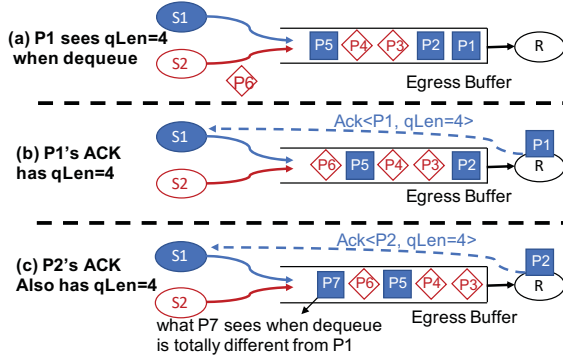 S1
(a) P1 sees qLen=4
when dequeue
P5 P4 P3 P2 P1
R
S2
P6
Egress Buffer
Ack<P1, qLen=4>
S1
P1
(b) P1's ACK
has qLen=4
P6 P5 P4 P3 P2
R
S2
Egress Buffer
Ack<P2, qLen=4>
S1
P2
(c) P2's ACK
Also has qLen=4
P7 P6 P5 P4 P3
R
S2
Egress Buffer
what P7 sees when dequeue
is totally different from P1